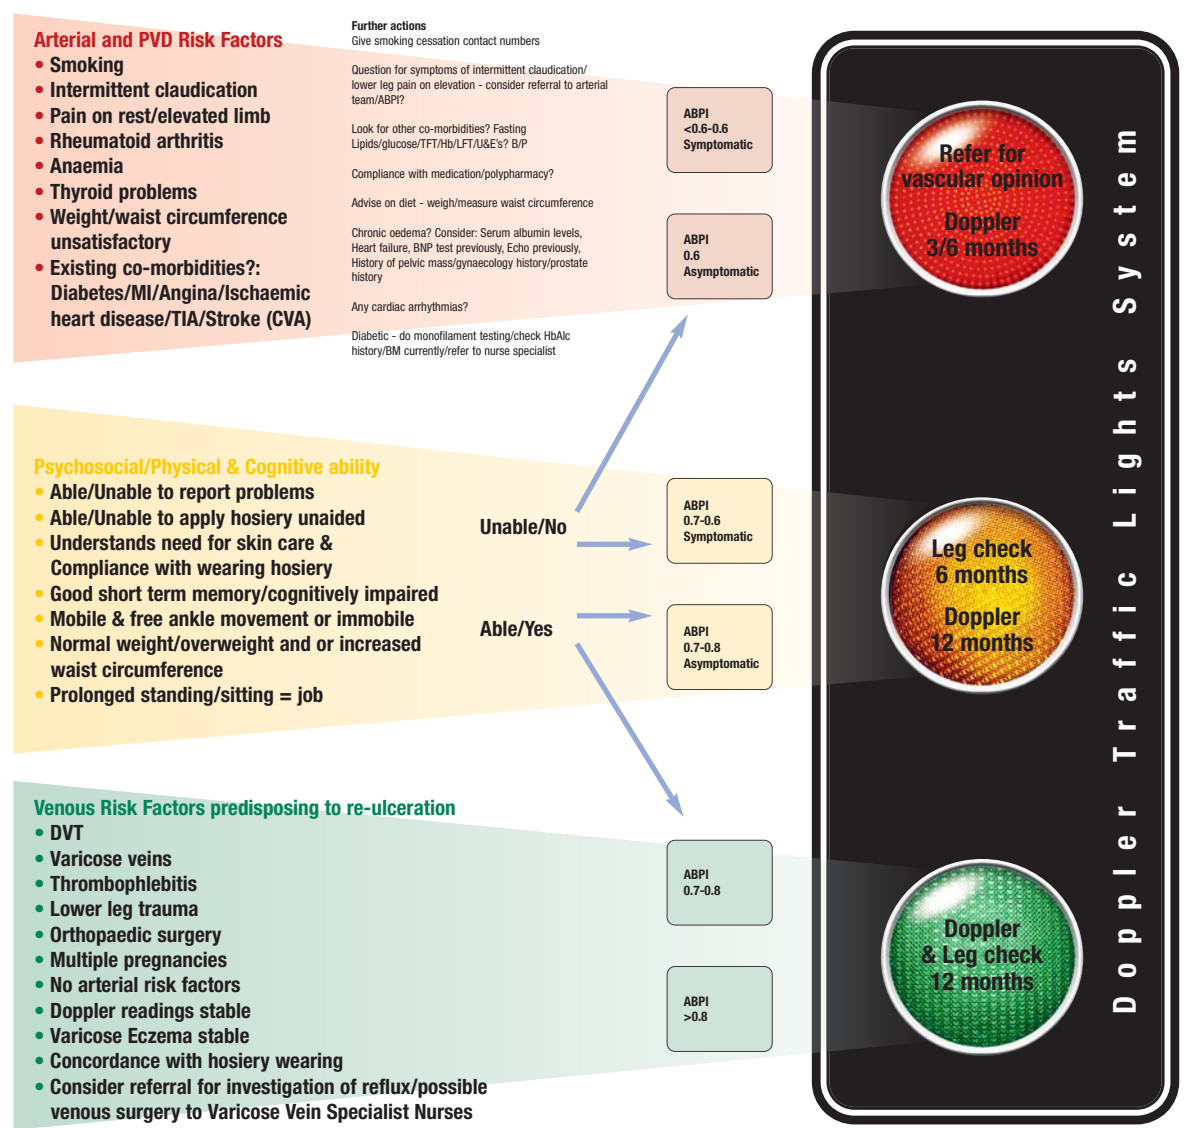 Arterial and PVD Risk Factors
• Smoking
• Intermittent claudication
• Pain on rest/elevated limb
• Rheumatoid arthritis
• Anaemia
• Thyroid problems
• Weight/waist circumference
unsatisfactory
• Existing co-morbidities?:
Diabetes/MI/Angina/Ischaemic
heart disease/TIA/Stroke (CVA)
Further actions
Give smoking cessation contact numbers
Question for symptoms of intermittent claudication/
lower leg pain on elevation - consider referral to arterial
team/ABPI?
Look for other co-morbidities? Fasting
Lipids/glucose/TFT/Hb/LFT/U&E's? B/P
Compliance with medication/polypharmacy?
Advise on diet - weigh/measure waist circumference
Chronic oedema? Consider: Serum albumin levels,
Heart failure, BNP test previously, Echo previously,
History of pelvic mass/gynaecology history/prostate
history
Any cardiac arrhythmias?
Diabetic - do monofilament testing/check HbAlc
history/BM currently/refer to nurse specialist
ABPI
<0.6-0.6
Symptomatic
ABPI
0.6
Asymptomatic
Refer for
vascular opinion
Doppler
3/6 months
Psychosocial/Physical & Cognitive ability
• Able/Unable to report problems
• Able/Unable to apply hosiery unaided
• Understands need for skin care &
Compliance with wearing hosiery
• Good short term memory/cognitively impaired
• Mobile & free ankle movement or immobile
• Normal weight/overweight and or increased
waist circumference
• Prolonged standing/sitting = job
Unable/No
Able/Yes
ABPI
0.7-0.6
Symptomatic
ABPI
0.7-0.8
Asymptomatic
Leg check
6 months
Doppler
12 months
Venous Risk Factors predisposing to re-ulceration
• DVT
• Varicose veins
• Thrombophlebitis
• Lower leg trauma
• Orthopaedic surgery
• Multiple pregnancies
• No arterial risk factors
• Doppler readings stable
• Varicose Eczema stable
• Concordance with hosiery wearing
• Consider referral for investigation of reflux/possible
venous surgery to Varicose Vein Specialist Nurses
ABPI
0.7-0.8
ABPI
>0.8
Doppler
& Leg check
12 months
Doppler Traffic Lights System